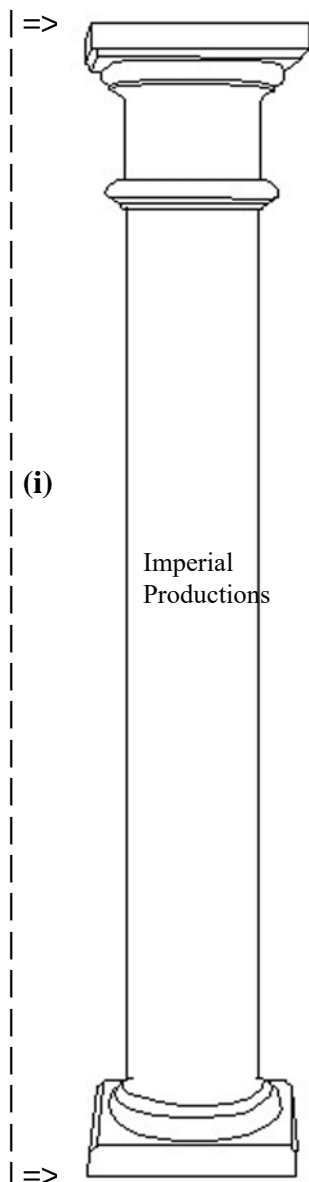 =>
(i)
Imperial
Productions
=>